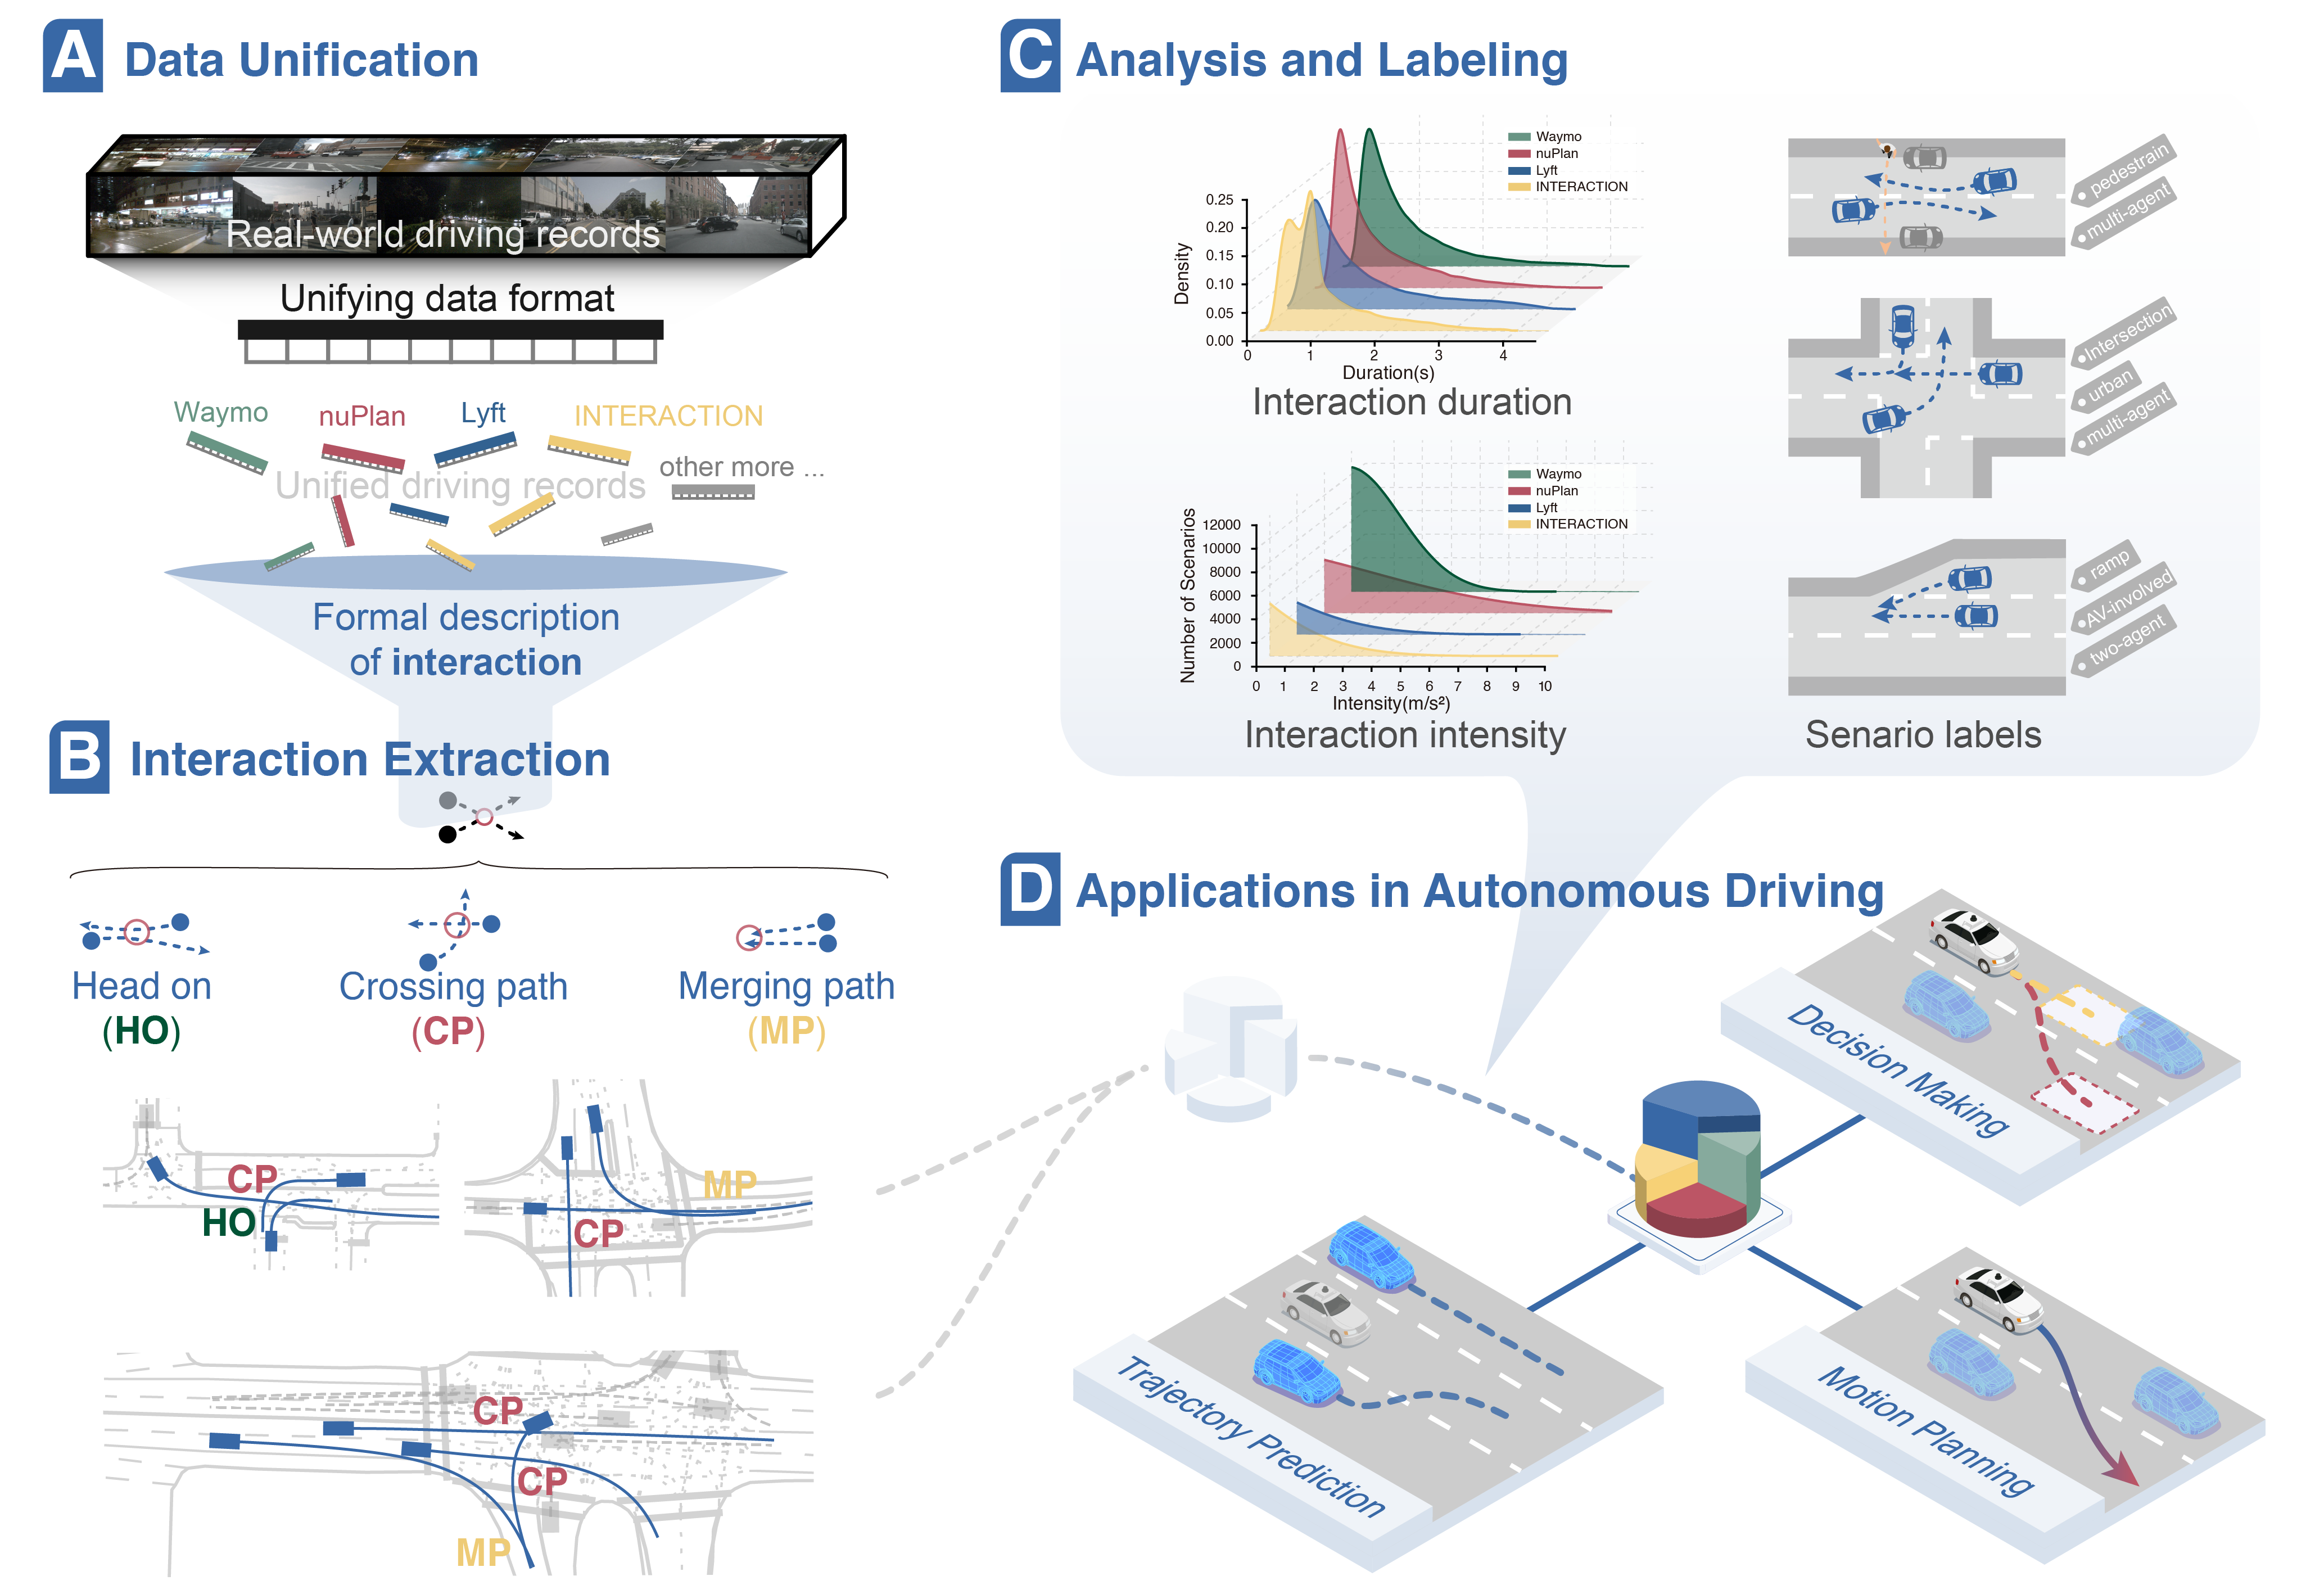 A Data Unification
Real-world driving records
Unifying data format
Waymo
nuPlan
Lyft
INTERACTION
other more ...
Unified driving records
Formal description
of interaction
B Interaction Extraction
Head on
(HO)
Crossing path
(CP)
Merging path
(MP)
CP
HO
MP
CP
CP
CP
MP
C Analysis and Labeling
Waymo
nuPlan
Lyft
INTERACTION
Density
0.25
0.20
0.15
0.10
0.05
0.00
0 1 2 3 4
Duration(s)
Interaction duration
Waymo
nuPlan
Lyft
INTERACTION
Number of Scenarios
12000
10000
8000
6000
4000
2000
0
0 1 2 3 4 5 6 7 8 9 10
Intensity(m/s²)
Interaction intensity
pedestrain
multi-agent
Intersection
urban
multi-agent
ramp
AV-involved
two-agent
Senario labels
D Applications in Autonomous Driving
Decision Making
Trajectory Prediction
Motion Planning